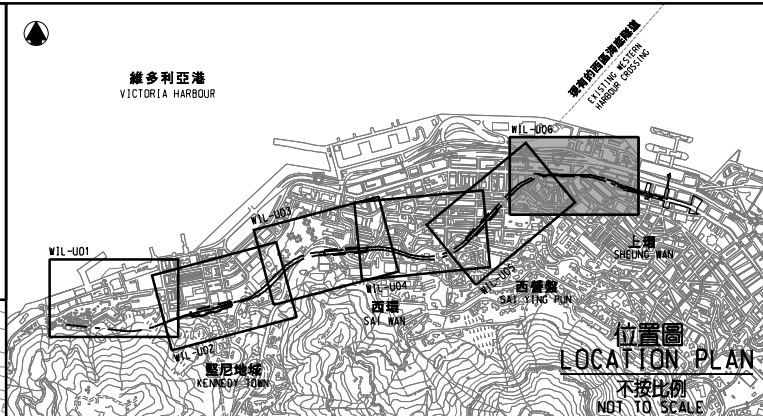 維多利亞港
VICTORIA HARBOUR
現有的西區海底隧道
EXISTING WESTERN
HARBOUR CROSSING
WIL-U06
WIL-U03
WIL-U01
上環
SHEUNG WAN
WIL-U05
WIL-U04
西營盤
SAI YING PUN
西環
SAI WAN
WIL-U02
堅尼地城
KENNEDY TOWN
位置圖
LOCATION PLAN
不按比例
NOT TO SCALE